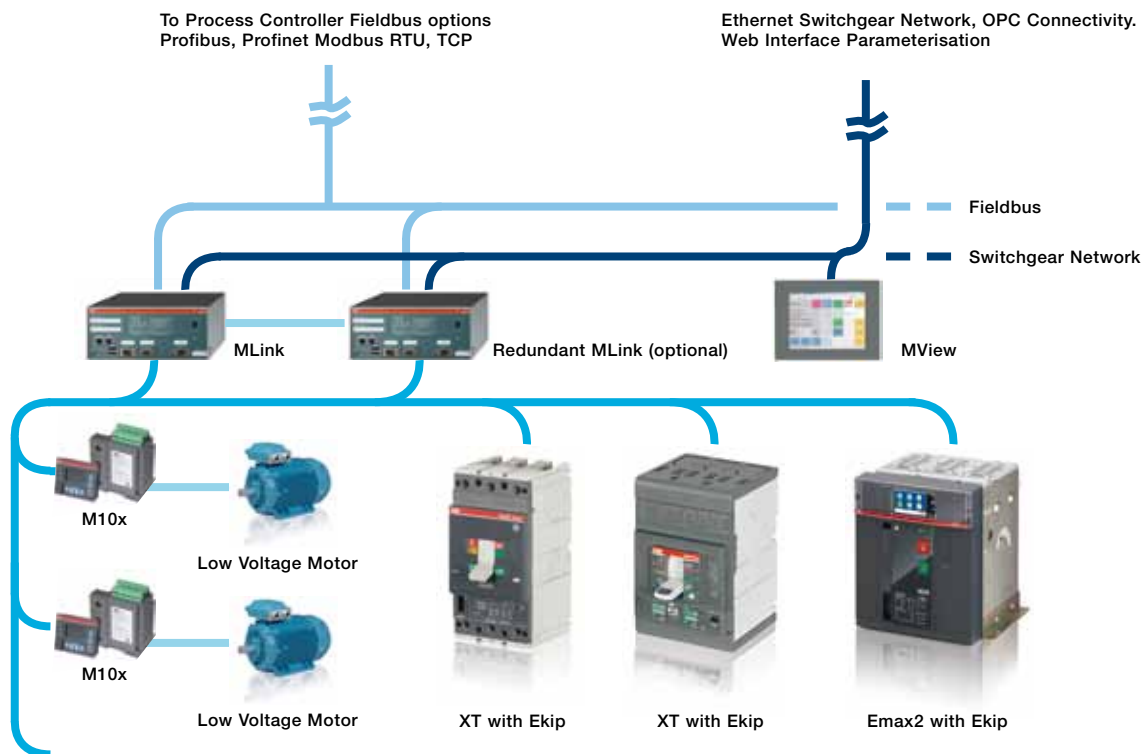 To Process Controller Fieldbus options
Profibus, Profinet Modbus RTU, TCP
Ethernet Switchgear Network, OPC Connectivity.
Web Interface Parameterisation
Fieldbus
Switchgear Network
MLink
Redundant MLink (optional)
MView
M10x
Low Voltage Motor
M10x
Low Voltage Motor
XT with Ekip
XT with Ekip
Emax2 with Ekip